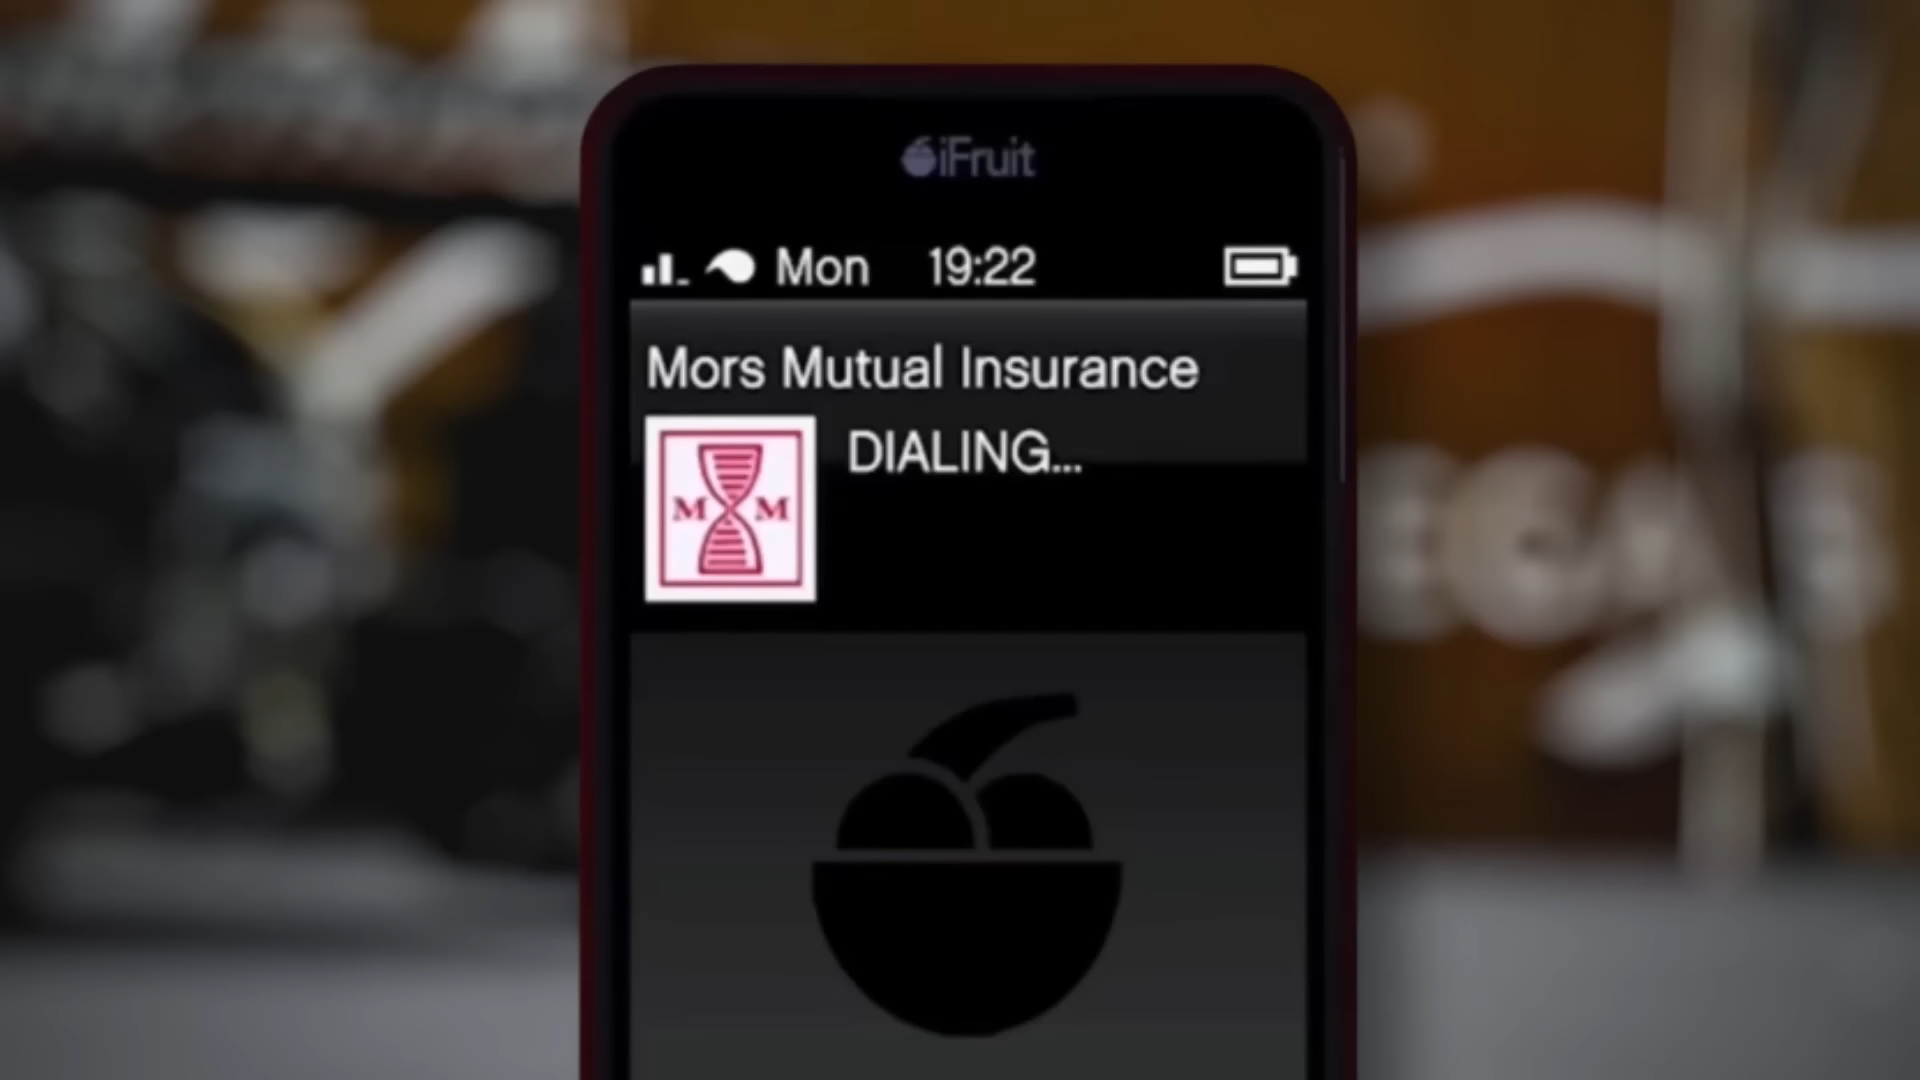 iFruit
Mon 19:22
Mors Mutual Insurance
DIALING...
M M